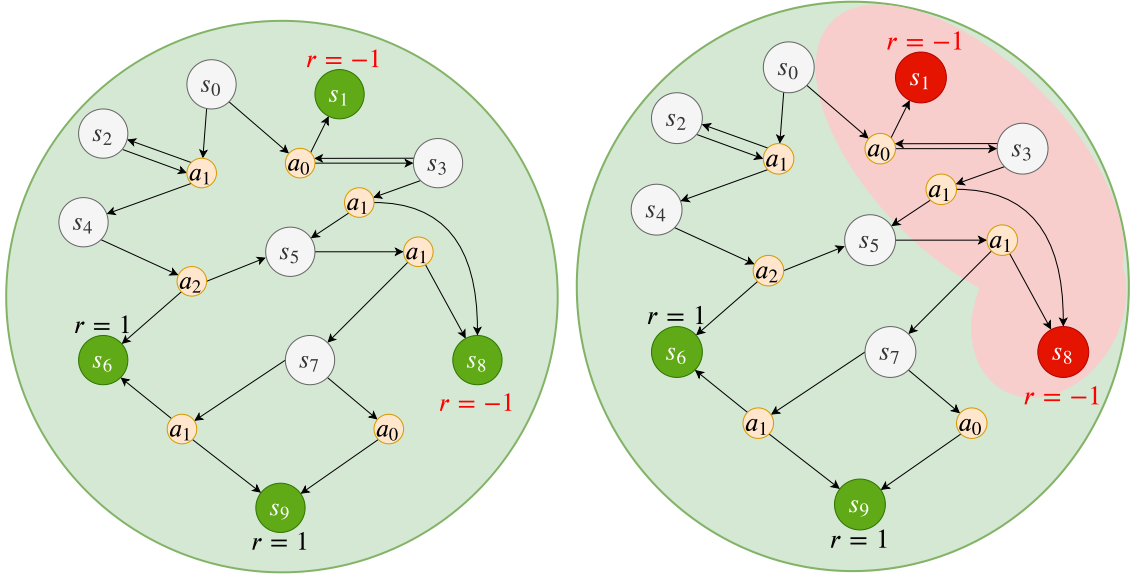 r = −1
s₀
s₁
s₂
a₁
a₀
s₃
a₁
s₄
s₅
a₁
a₂
r = 1
s₆
s₇
s₈
r = −1
a₁
a₀
s₉
r = 1
r = −1
s₀
s₁
s₂
a₀
s₃
a₁
a₁
s₄
s₅
a₁
a₂
r = 1
s₆
s₇
s₈
r = −1
a₁
a₀
s₉
r = 1